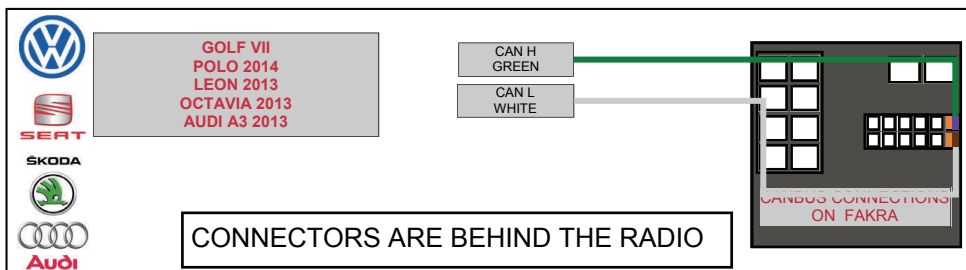 GOLF VII
POLO 2014
LEON 2013
OCTAVIA 2013
AUDI A3 2013
SEAT
ŠKODA
Audi
CAN H
GREEN
CAN L
WHITE
CANBUS CONNECTIONS
ON FAKRA
CONNECTORS ARE BEHIND THE RADIO